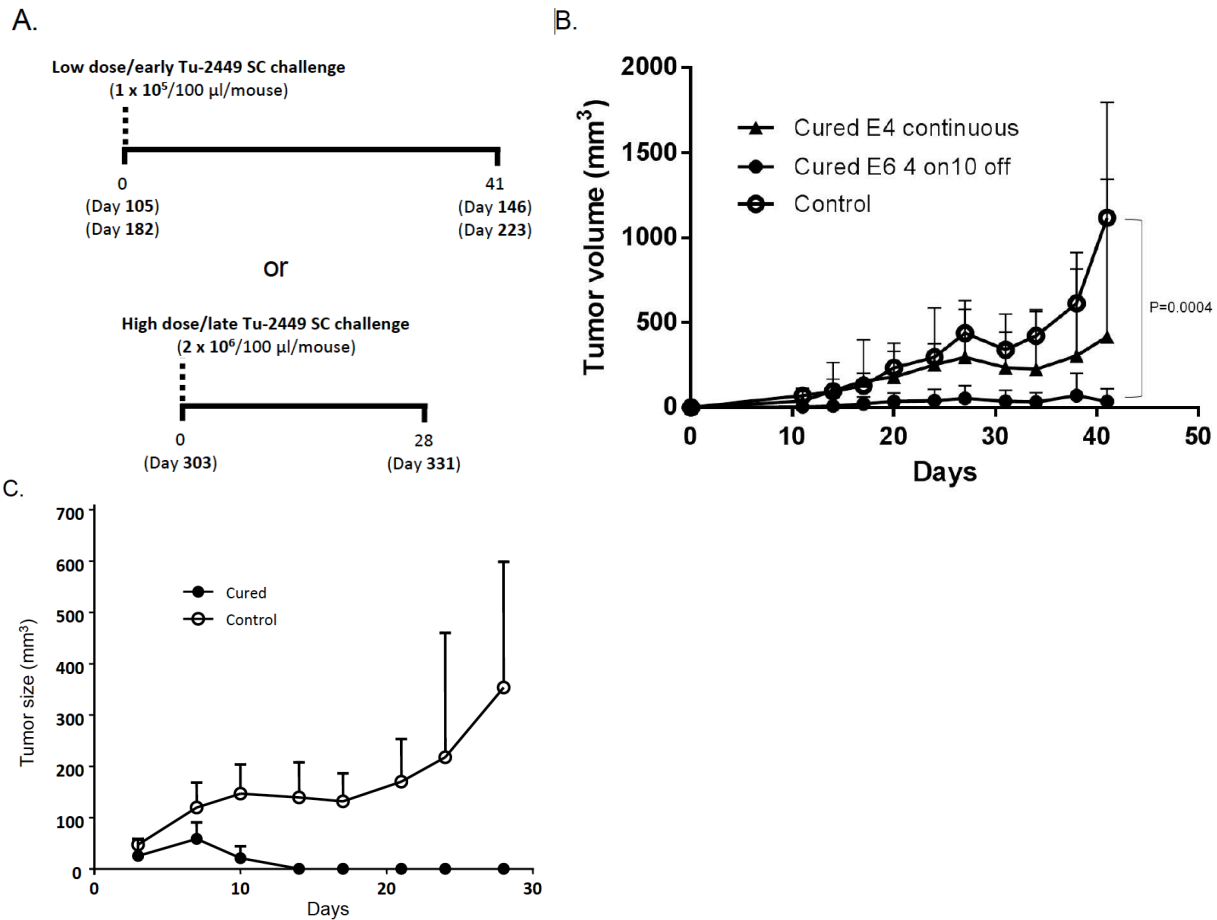 A.
Low dose/early Tu-2449 SC challenge
(1 x 10⁵/100 µl/mouse)
0
41
(Day 105)
(Day 146)
(Day 182)
(Day 223)
or
High dose/late Tu-2449 SC challenge
(2 x 10⁶/100 µl/mouse)
0
28
(Day 303)
(Day 331)
B.
Tumor volume (mm³)
2000
1500
1000
500
0
Cured E4 continuous
Cured E6 4 on10 off
Control
P=0.0004
0 10 20 30 40 50
Days
C.
Tumor size (mm³)
700
600
500
400
300
200
100
0
Cured
Control
0 10 20 30
Days